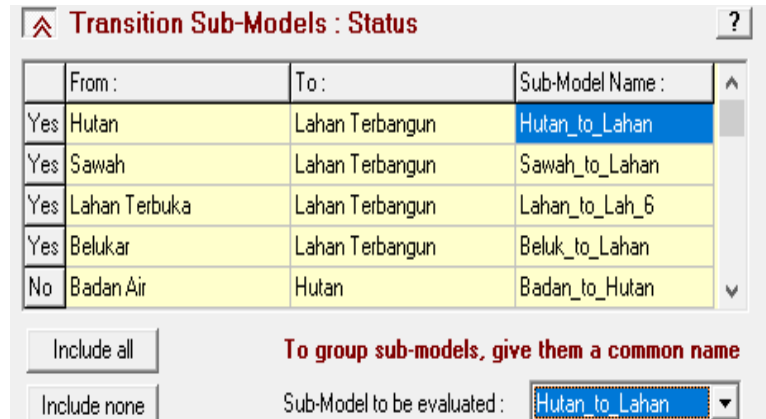 Transition Sub-Models : Status ?
From : To : Sub-Model Name :
Yes Hutan Lahan Terbangun Hutan_to_Lahan
Yes Sawah Lahan Terbangun Sawah_to_Lahan
Yes Lahan Terbuka Lahan Terbangun Lahan_to_Lah_6
Yes Belukar Lahan Terbangun Beluk_to_Lahan
No Badan Air Hutan Badan_to_Hutan
Include all To group sub-models, give them a common name
Include none Sub-Model to be evaluated : Hutan_to_Lahan